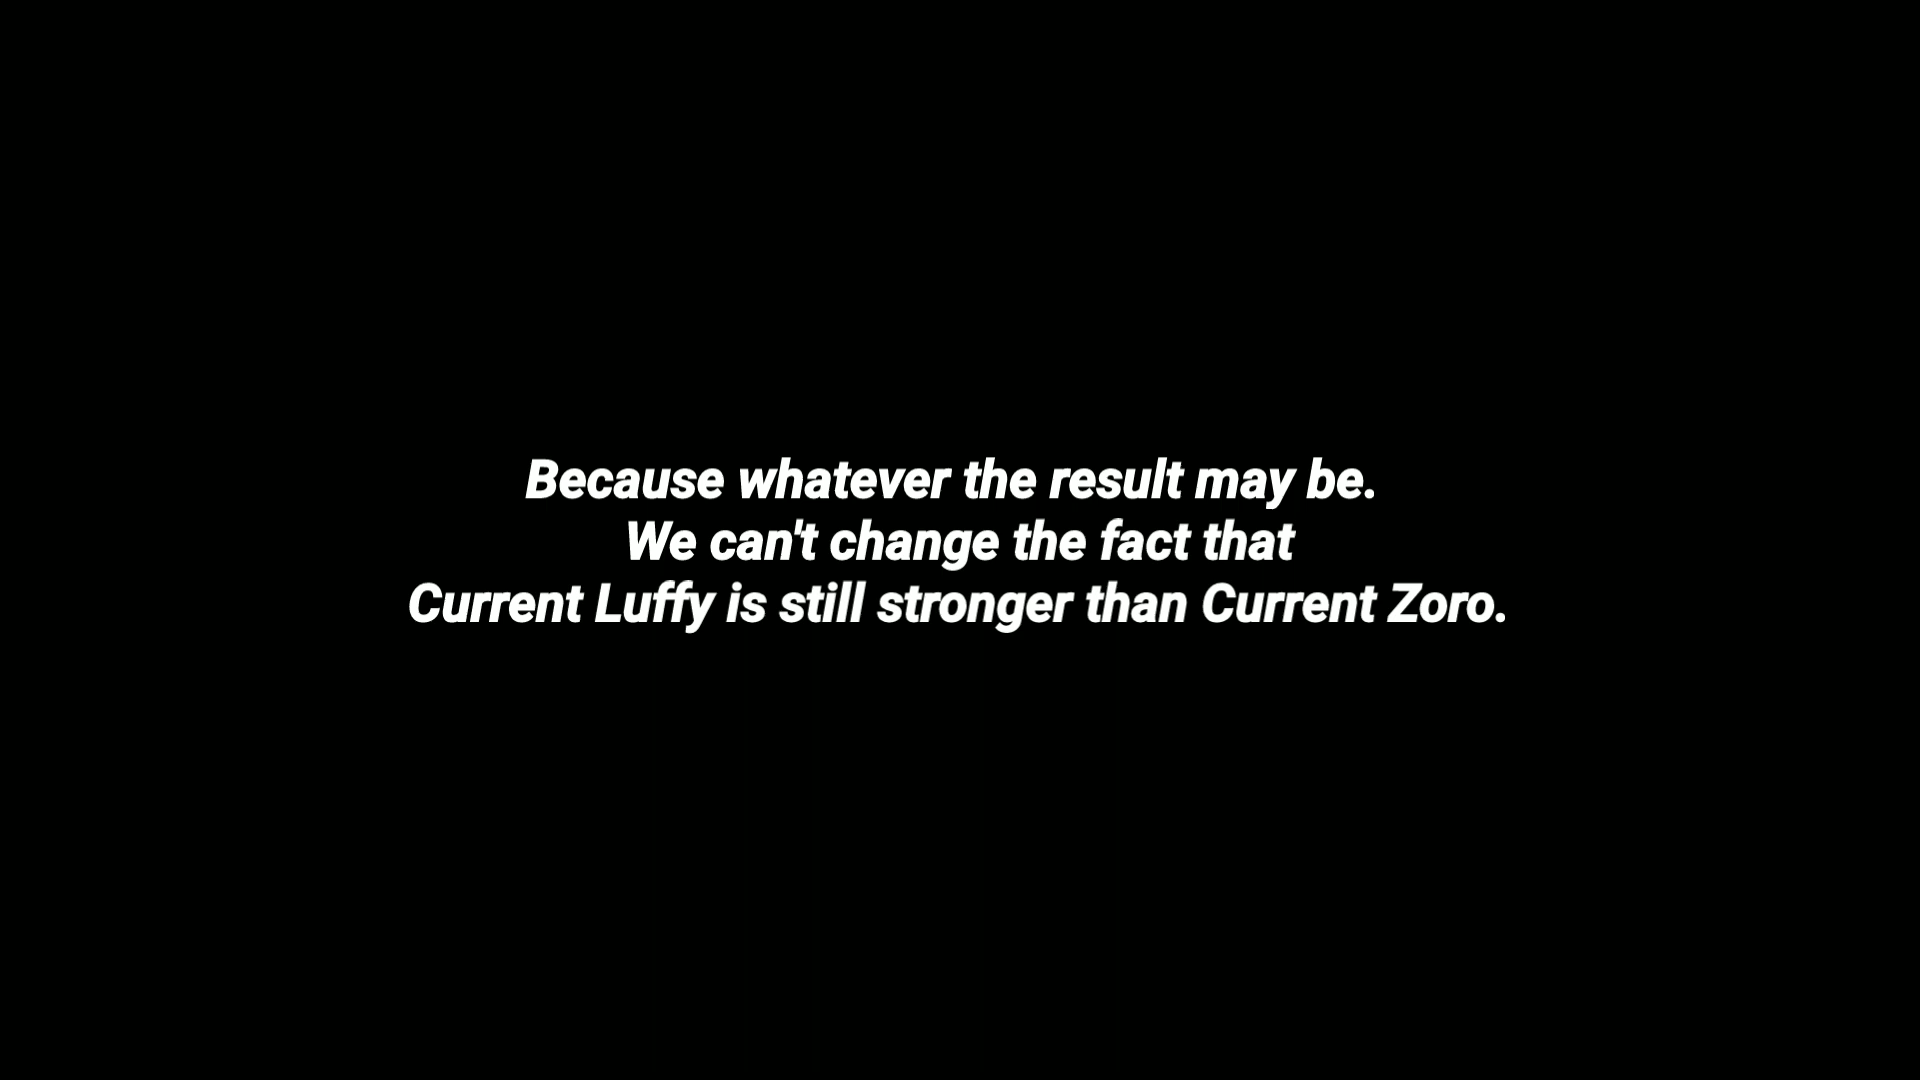 Because whatever the result may be.
We can't change the fact that
Current Luffy is still stronger than Current Zoro.